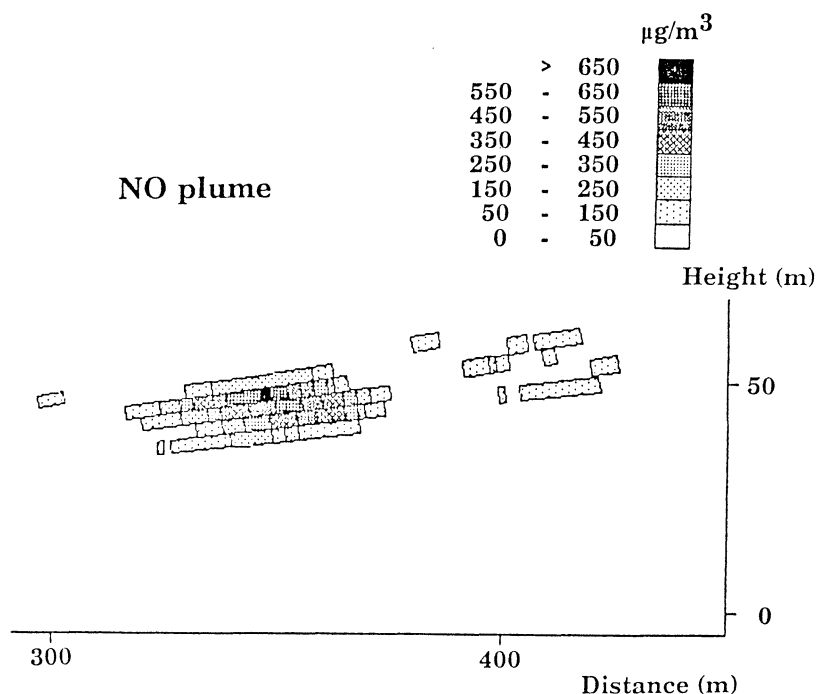 µg/m³
> 650
550 - 650
450 - 550
350 - 450
250 - 350
150 - 250
50 - 150
0 - 50
NO plume
Height (m)
50
0
300
400
Distance (m)